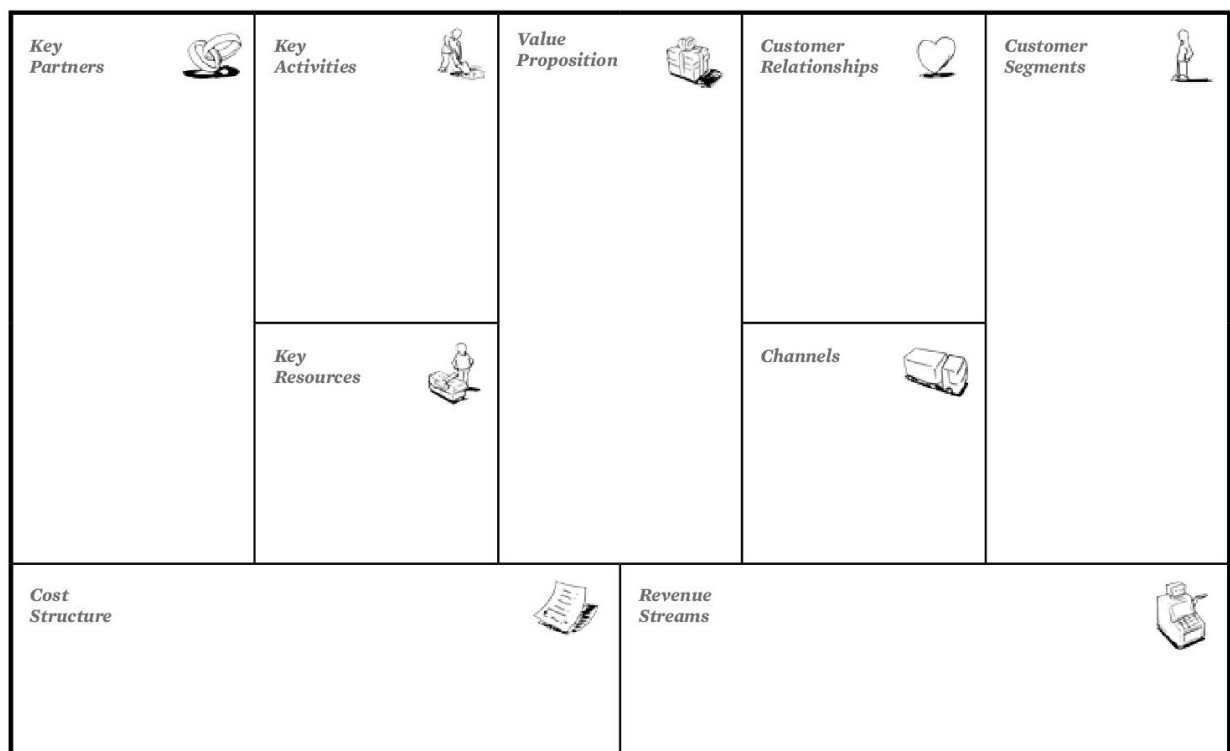 Key
Partners
Key
Activities
Value
Proposition
Customer
Relationships
Customer
Segments
Key
Resources
Channels
Cost
Structure
Revenue
Streams